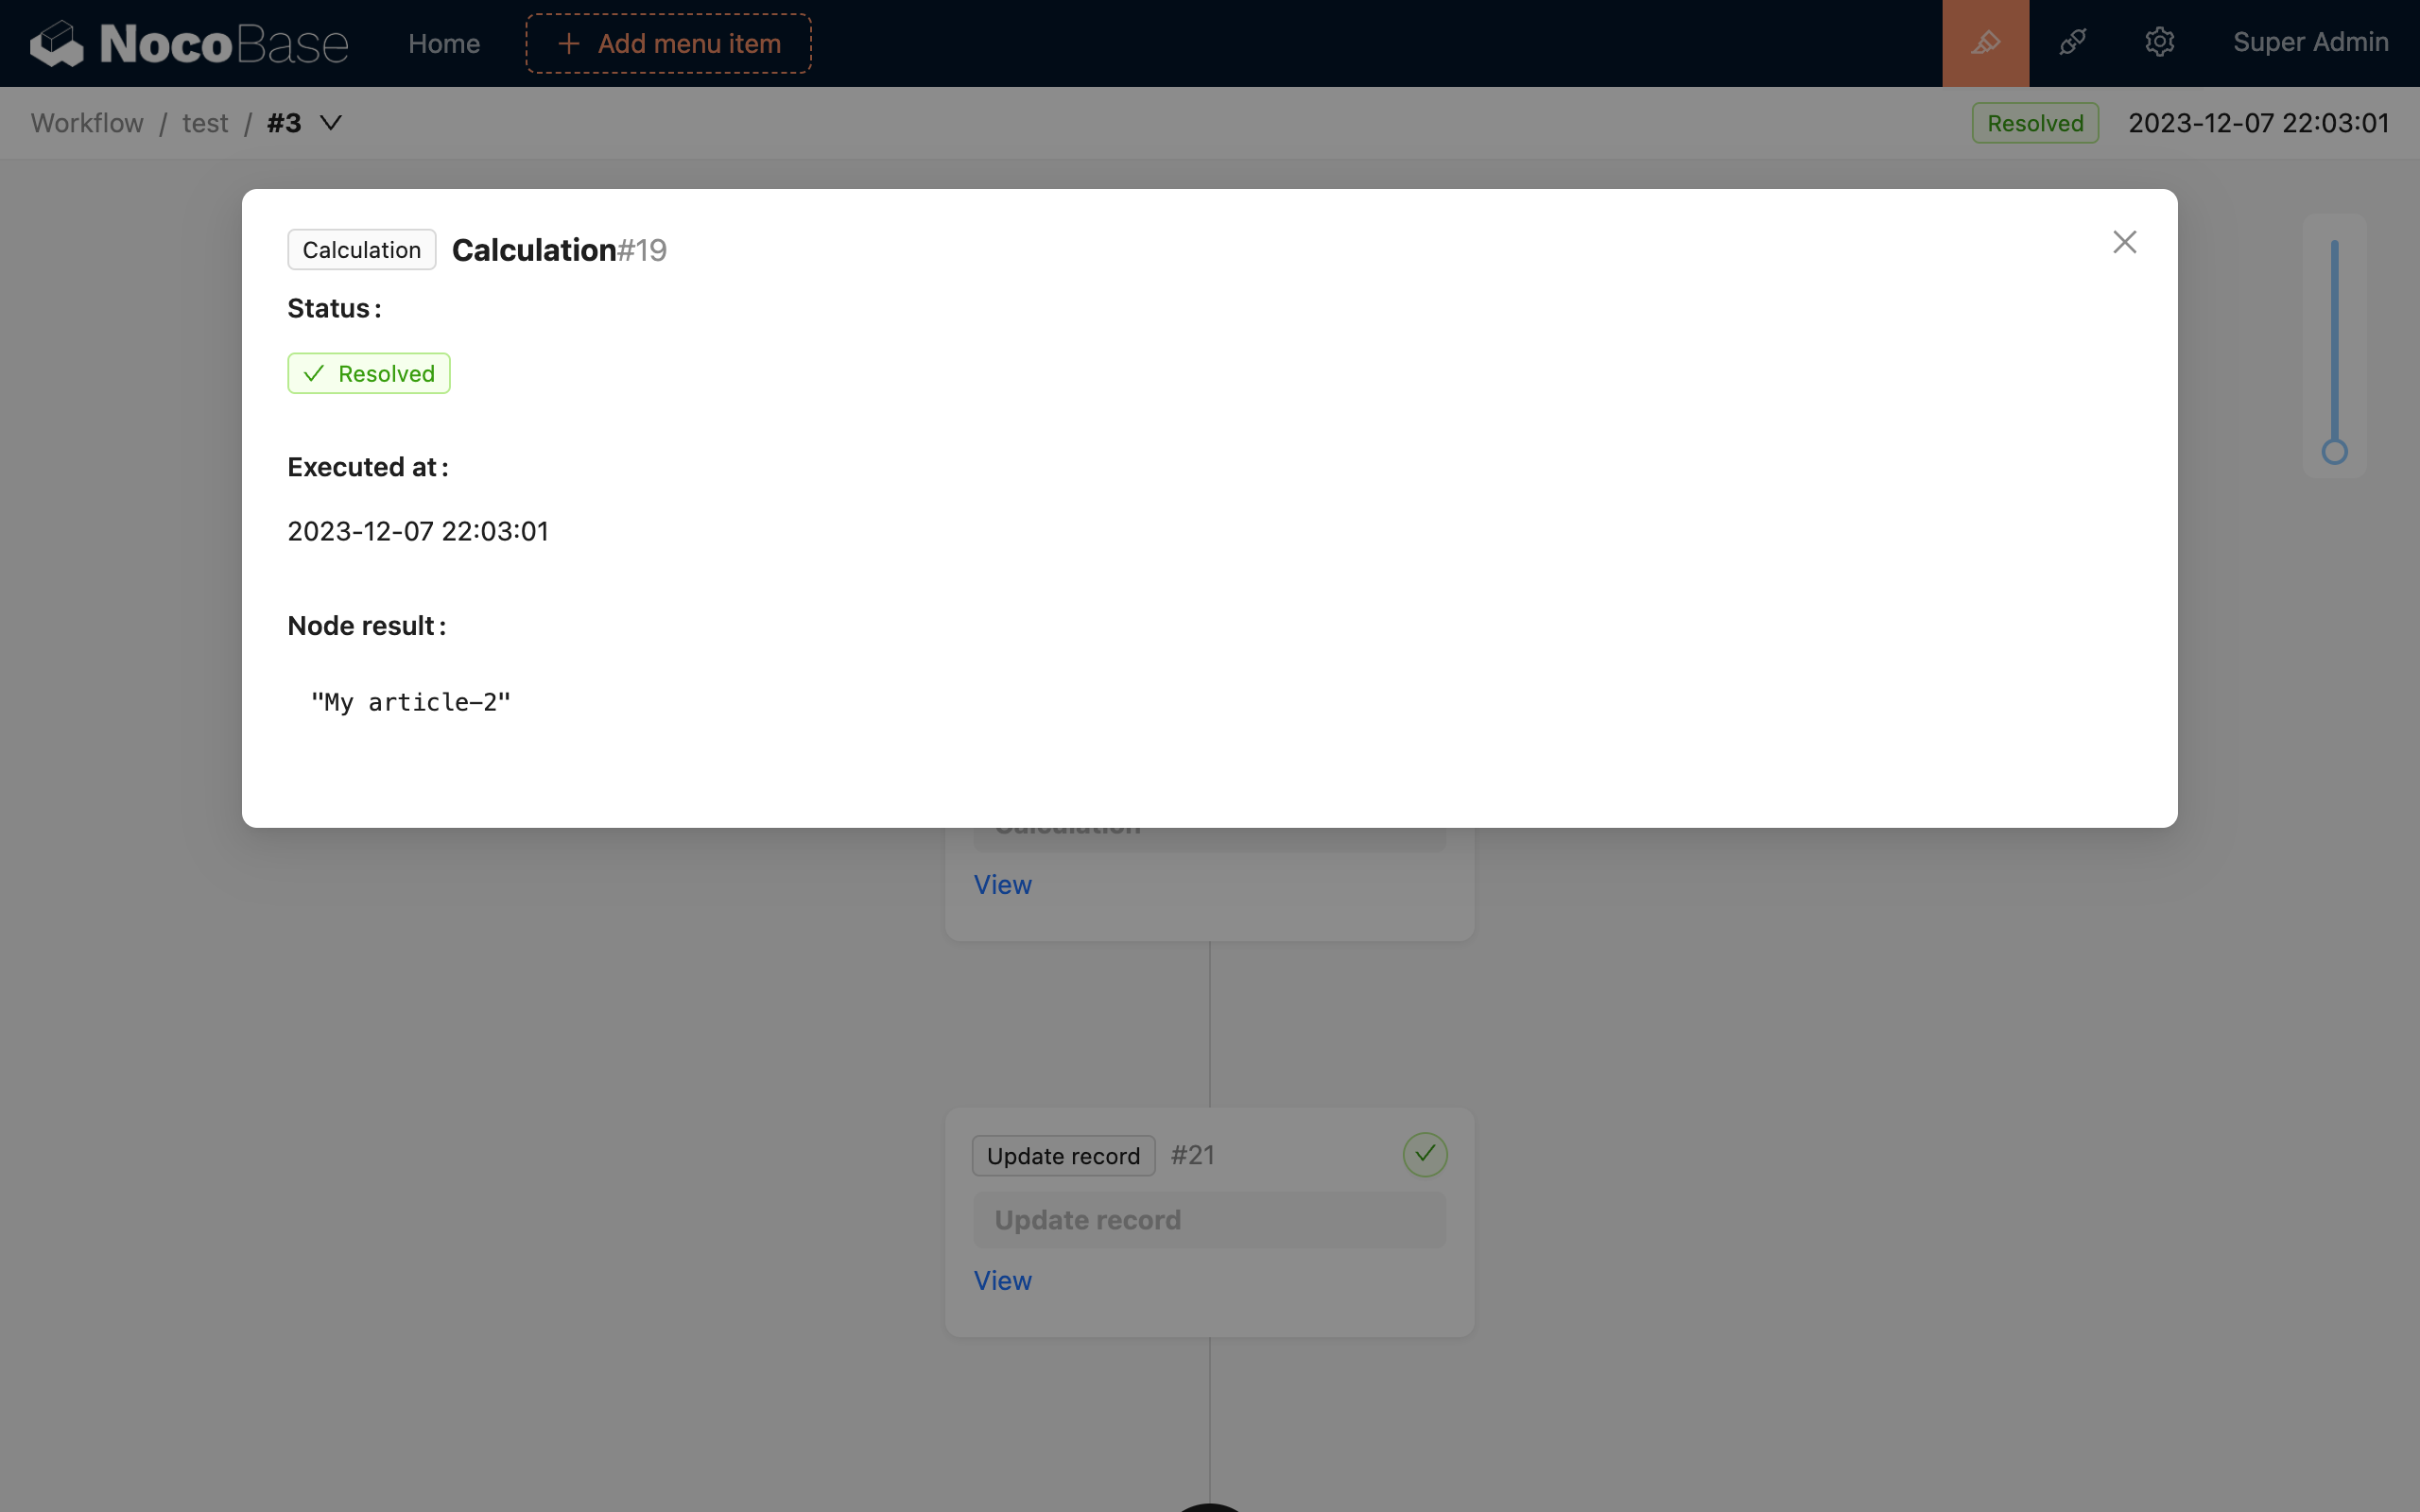 NocoBase Home Add menu item Super Admin
Workflow / test / #3 Resolved 2023-12-07 22:03:01
Calculation Calculation#19
Status:
Resolved
Executed at:
2023-12-07 22:03:01
Node result:
"My article-2"
Calculation
View
Update record #21
Update record
View